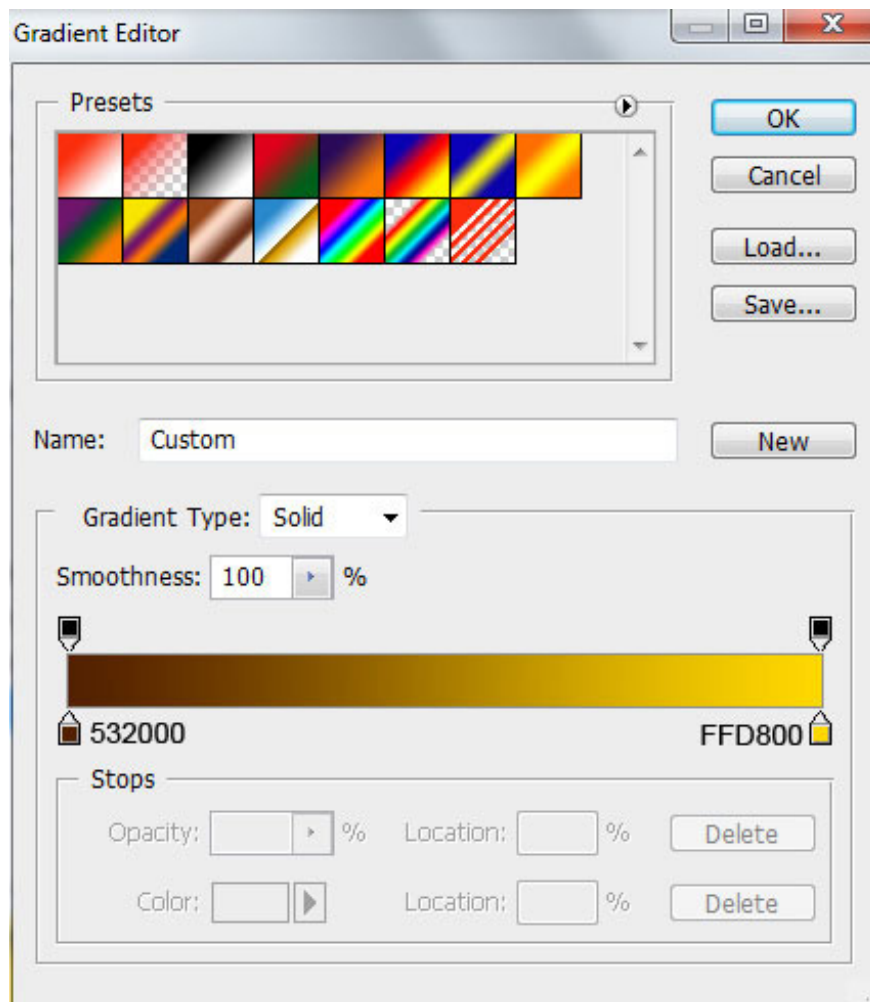 Gradient Editor
Presets
OK
Cancel
Load...
Save...
Name: Custom New
Gradient Type: Solid
Smoothness: 100 %
532000 FFD800
Stops
Opacity: % Location: % Delete
Color: Location: % Delete